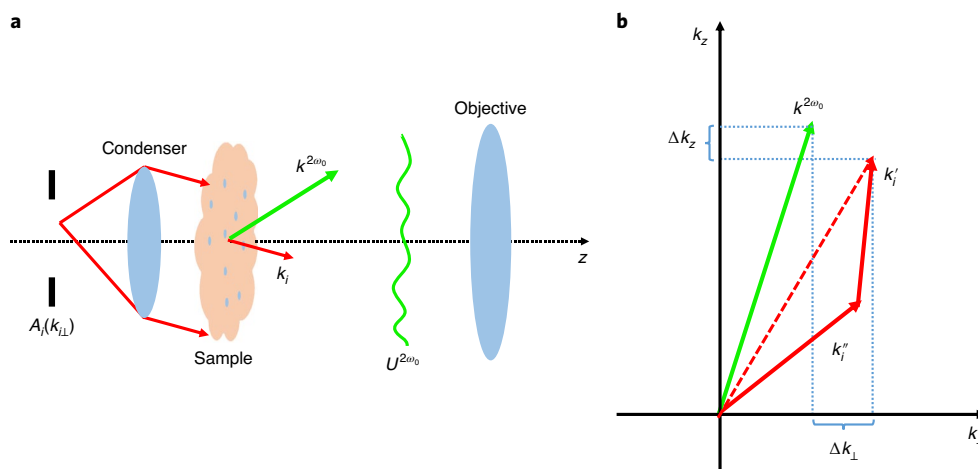 a
Condenser
Objective
k^{2ω₀}
z
k_i
A_i(k_{i⊥})
Sample
U^{2ω₀}
b
k_z
k^{2ω₀}
Δk_z
k_i′
k_i″
Δk_⊥